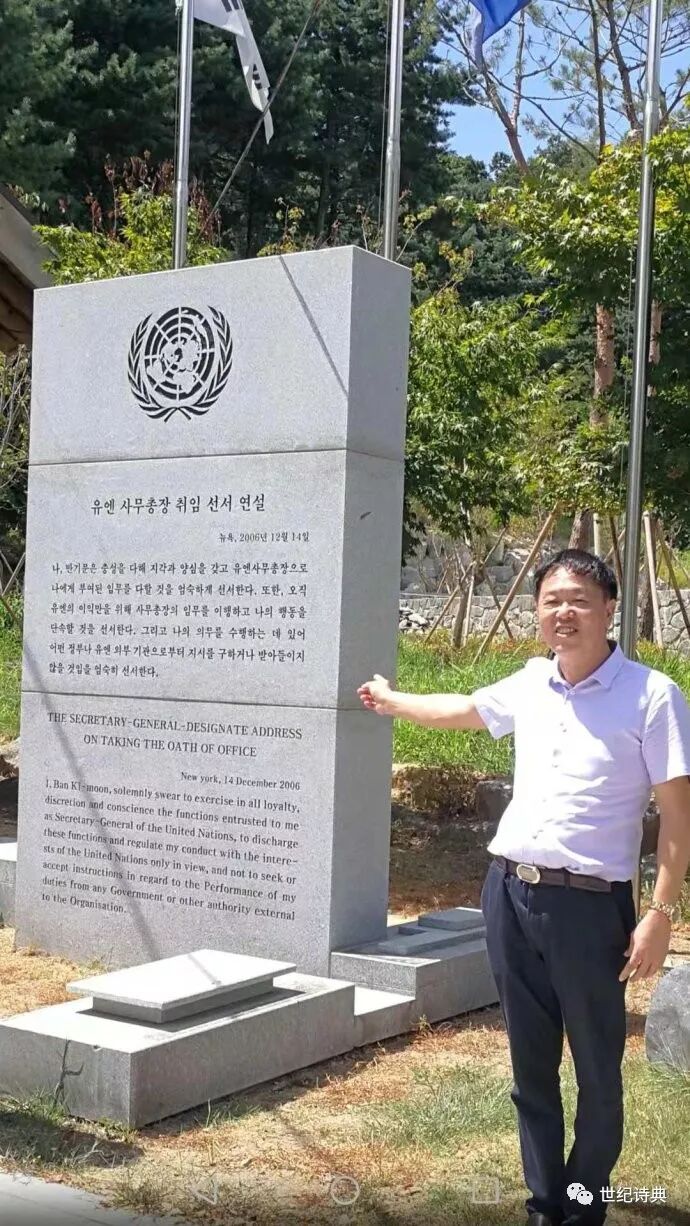 유엔 사무총장 취임 선서 연설
뉴욕, 2006년 12월 14일
나, 반기문은 충성을 다해 지각과 양심을 갖고 유엔사무총장으로
나에게 부여된 임무를 다할 것을 엄숙하게 선서한다. 또한, 오직
유엔의 이익만을 위해 사무총장의 임무를 이행하고 나의 행동을
단속할 것을 선서한다. 그리고 나의 의무를 수행하는 데 있어
어떤 정부나 유엔 외부 기관으로부터 지시를 구하거나 받아들이지
않을 것임을 엄숙히 선서한다.
THE SECRETARY-GENERAL-DESIGNATE ADDRESS
ON TAKING THE OATH OF OFFICE
New york, 14 December 2006
I, Ban KI-moon, solemnly swear to exercise in all loyalty,
discretion and conscience the functions entrusted to me
as Secretary-General of the United Nations, to discharge
these functions and regulate my conduct with the intere-
sts of the United Nations only in view, and not to seek or
accept instructions in regard to the Performance of my
duties from any Government or other authority external
to the Organisation.
世纪诗典